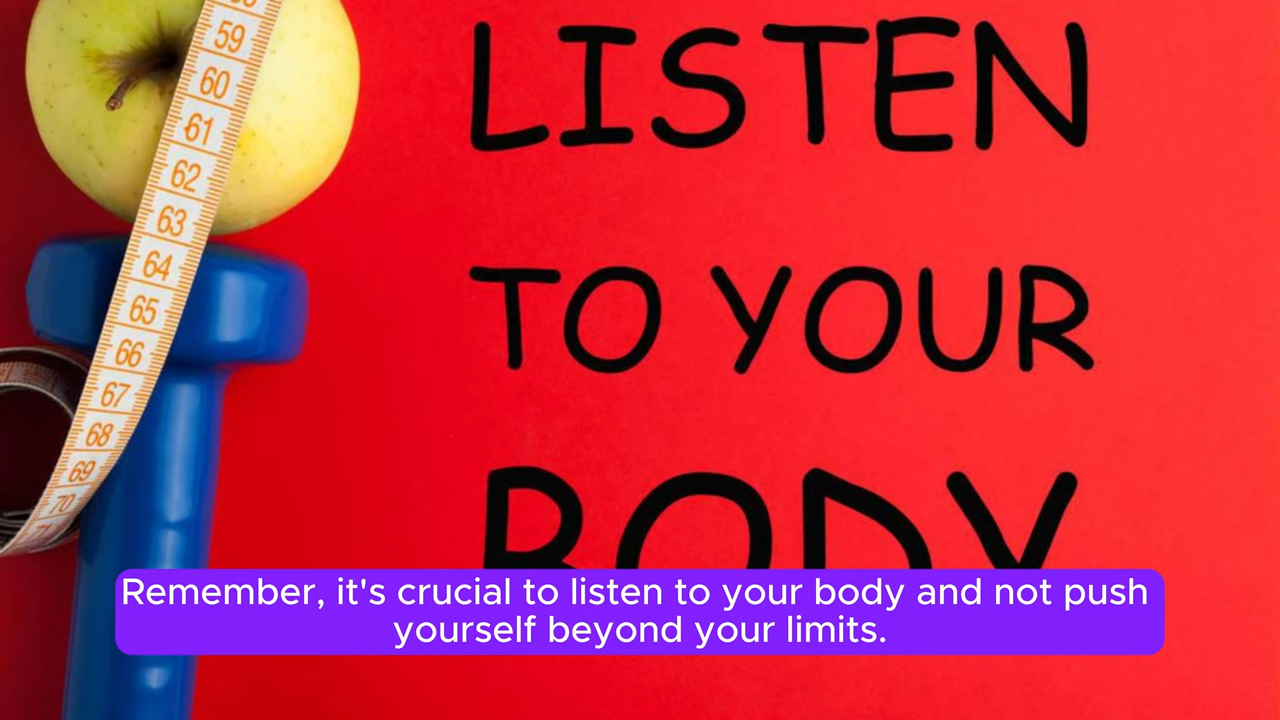 59
60
61
62
63
64
65
66
67
68
69
70
LISTEN
TO YOUR
BODY
Remember, it's crucial to listen to your body and not push
yourself beyond your limits.